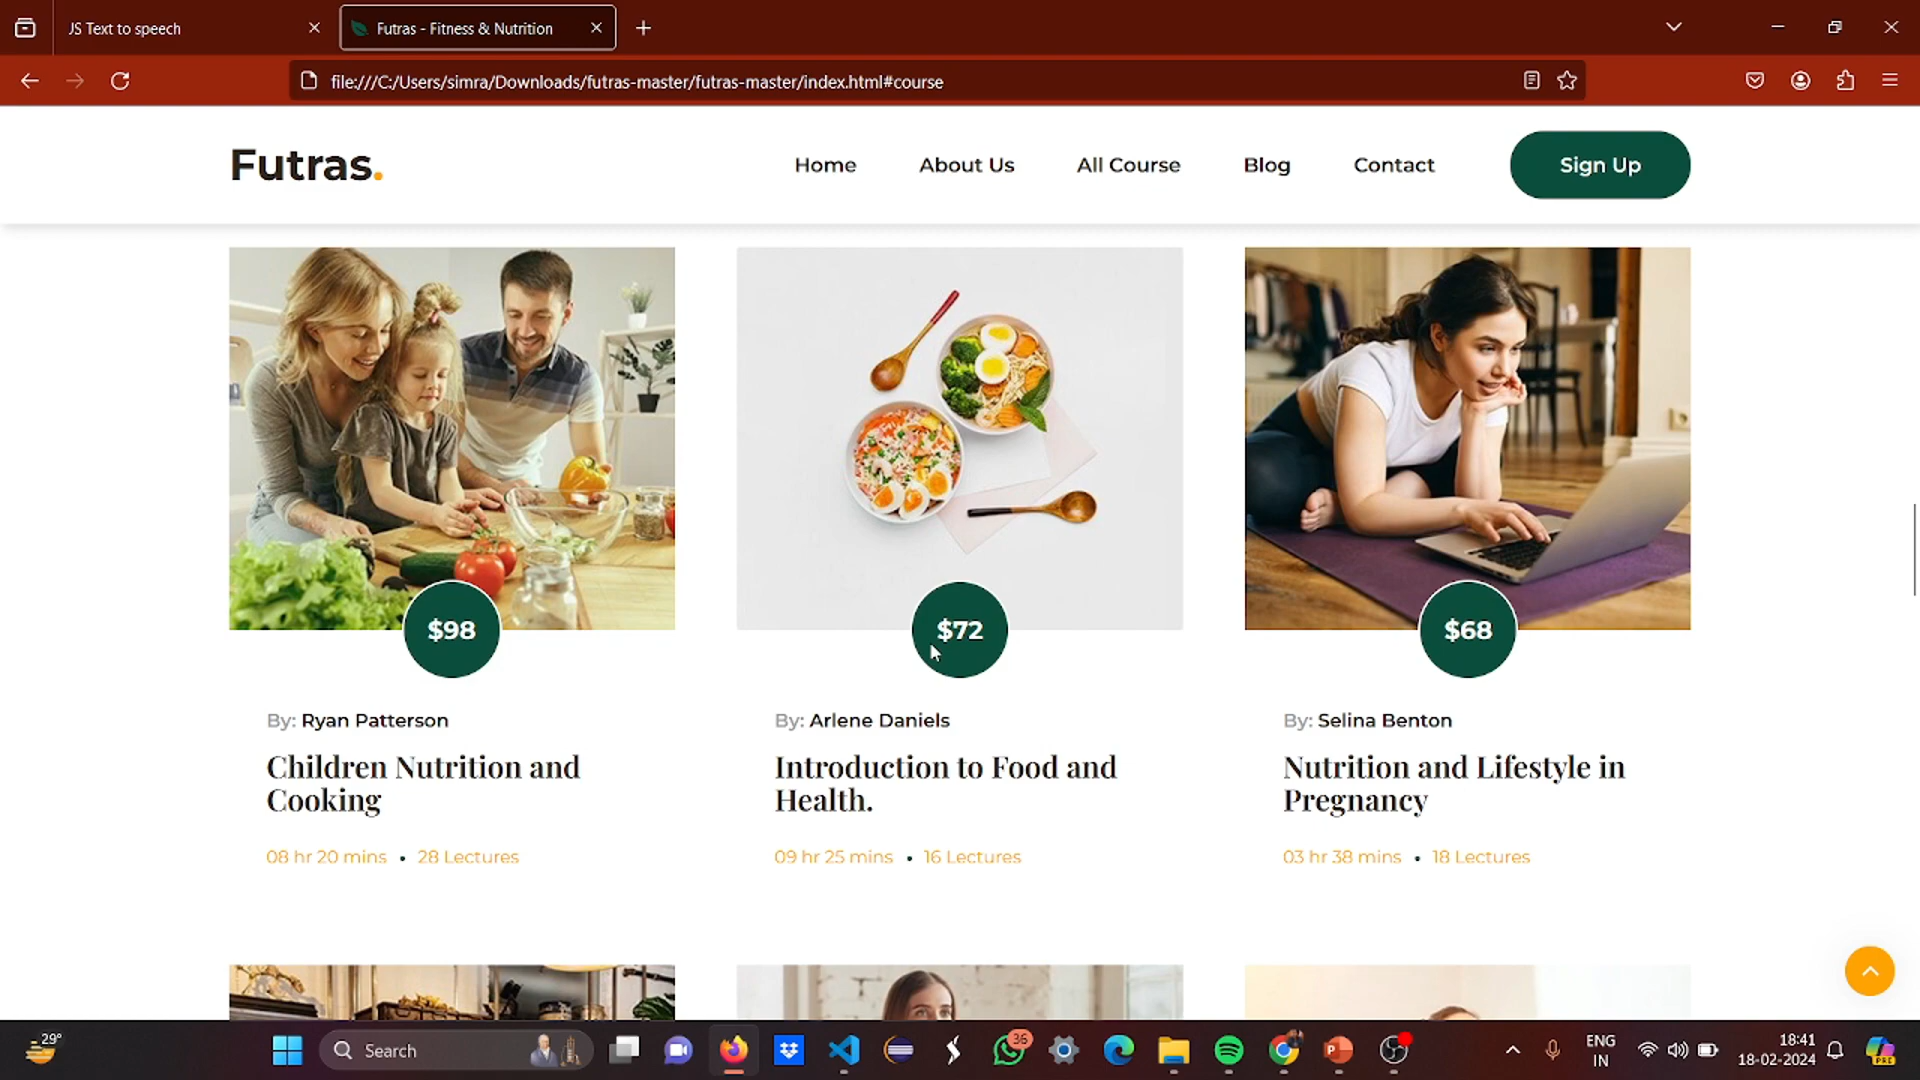 JS Text to speech
Futras - Fitness & Nutrition
file:///C:/Users/simra/Downloads/futras-master/futras-master/index.html#course
Futras.
Home
About Us
All Course
Blog
Contact
Sign Up
$98
$72
$68
By: Ryan Patterson
By: Arlene Daniels
By: Selina Benton
Children Nutrition and
Cooking
Introduction to Food and
Health.
Nutrition and Lifestyle in
Pregnancy
08 hr 20 mins • 28 Lectures
09 hr 25 mins • 16 Lectures
03 hr 38 mins • 18 Lectures
29°
Search
36
ENG
IN
18:41
18-02-2024
PRE